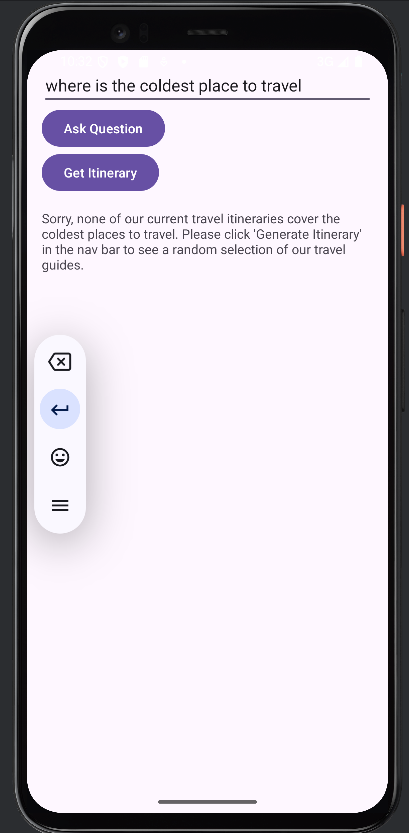 where is the coldest place to travel
Ask Question
Get Itinerary
Sorry, none of our current travel itineraries cover the
coldest places to travel. Please click 'Generate Itinerary'
in the nav bar to see a random selection of our travel
guides.